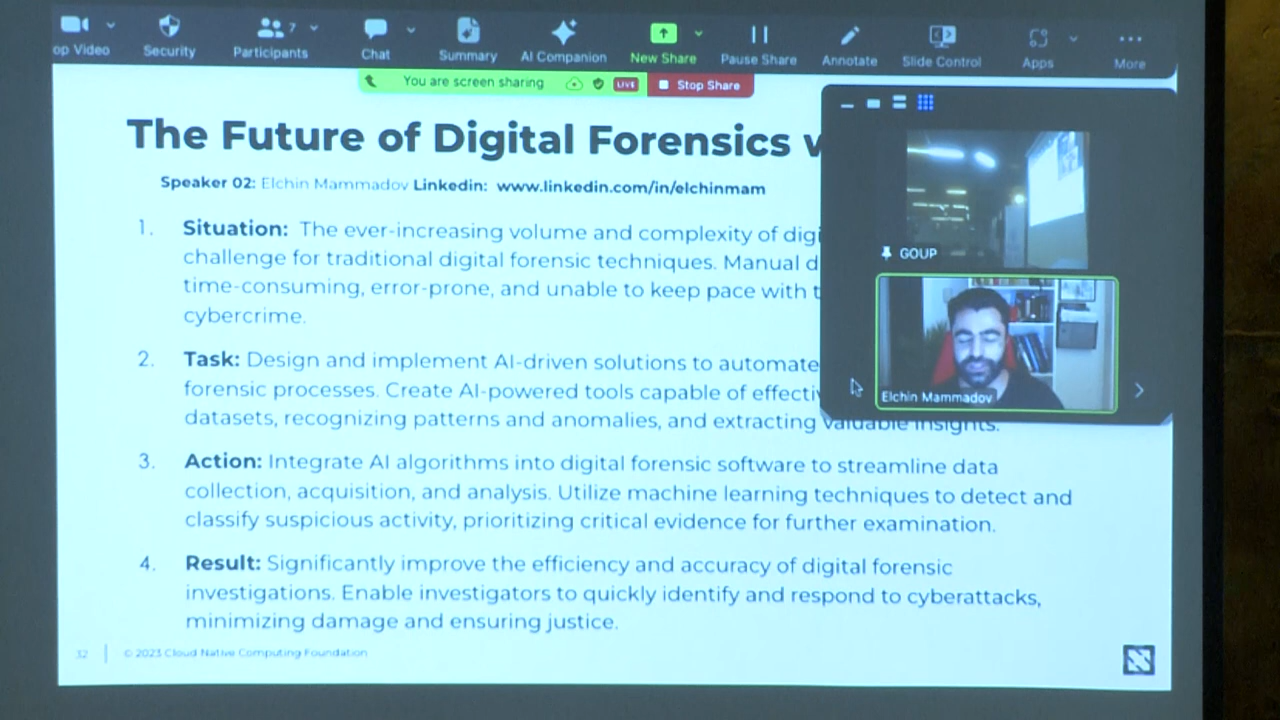 op Video
Security
Participants
7
Chat
Summary
AI Companion
New Share
Pause Share
Annotate
Slide Control
Apps
More
You are screen sharing
LIVE
Stop Share
The Future of Digital Forensics
Speaker 02: Elchin Mammadov Linkedin: www.linkedin.com/in/elchinmam
1. Situation: The ever-increasing volume and complexity of digi
challenge for traditional digital forensic techniques. Manual d
time-consuming, error-prone, and unable to keep pace with t
cybercrime.
2. Task: Design and implement AI-driven solutions to automate
forensic processes. Create AI-powered tools capable of effecti
datasets, recognizing patterns and anomalies, and extracting valuable insights.
3. Action: Integrate AI algorithms into digital forensic software to streamline data
collection, acquisition, and analysis. Utilize machine learning techniques to detect and
classify suspicious activity, prioritizing critical evidence for further examination.
4. Result: Significantly improve the efficiency and accuracy of digital forensic
investigations. Enable investigators to quickly identify and respond to cyberattacks,
minimizing damage and ensuring justice.
32 | © 2023 Cloud Native Computing Foundation
GOUP
Elchin Mammadov